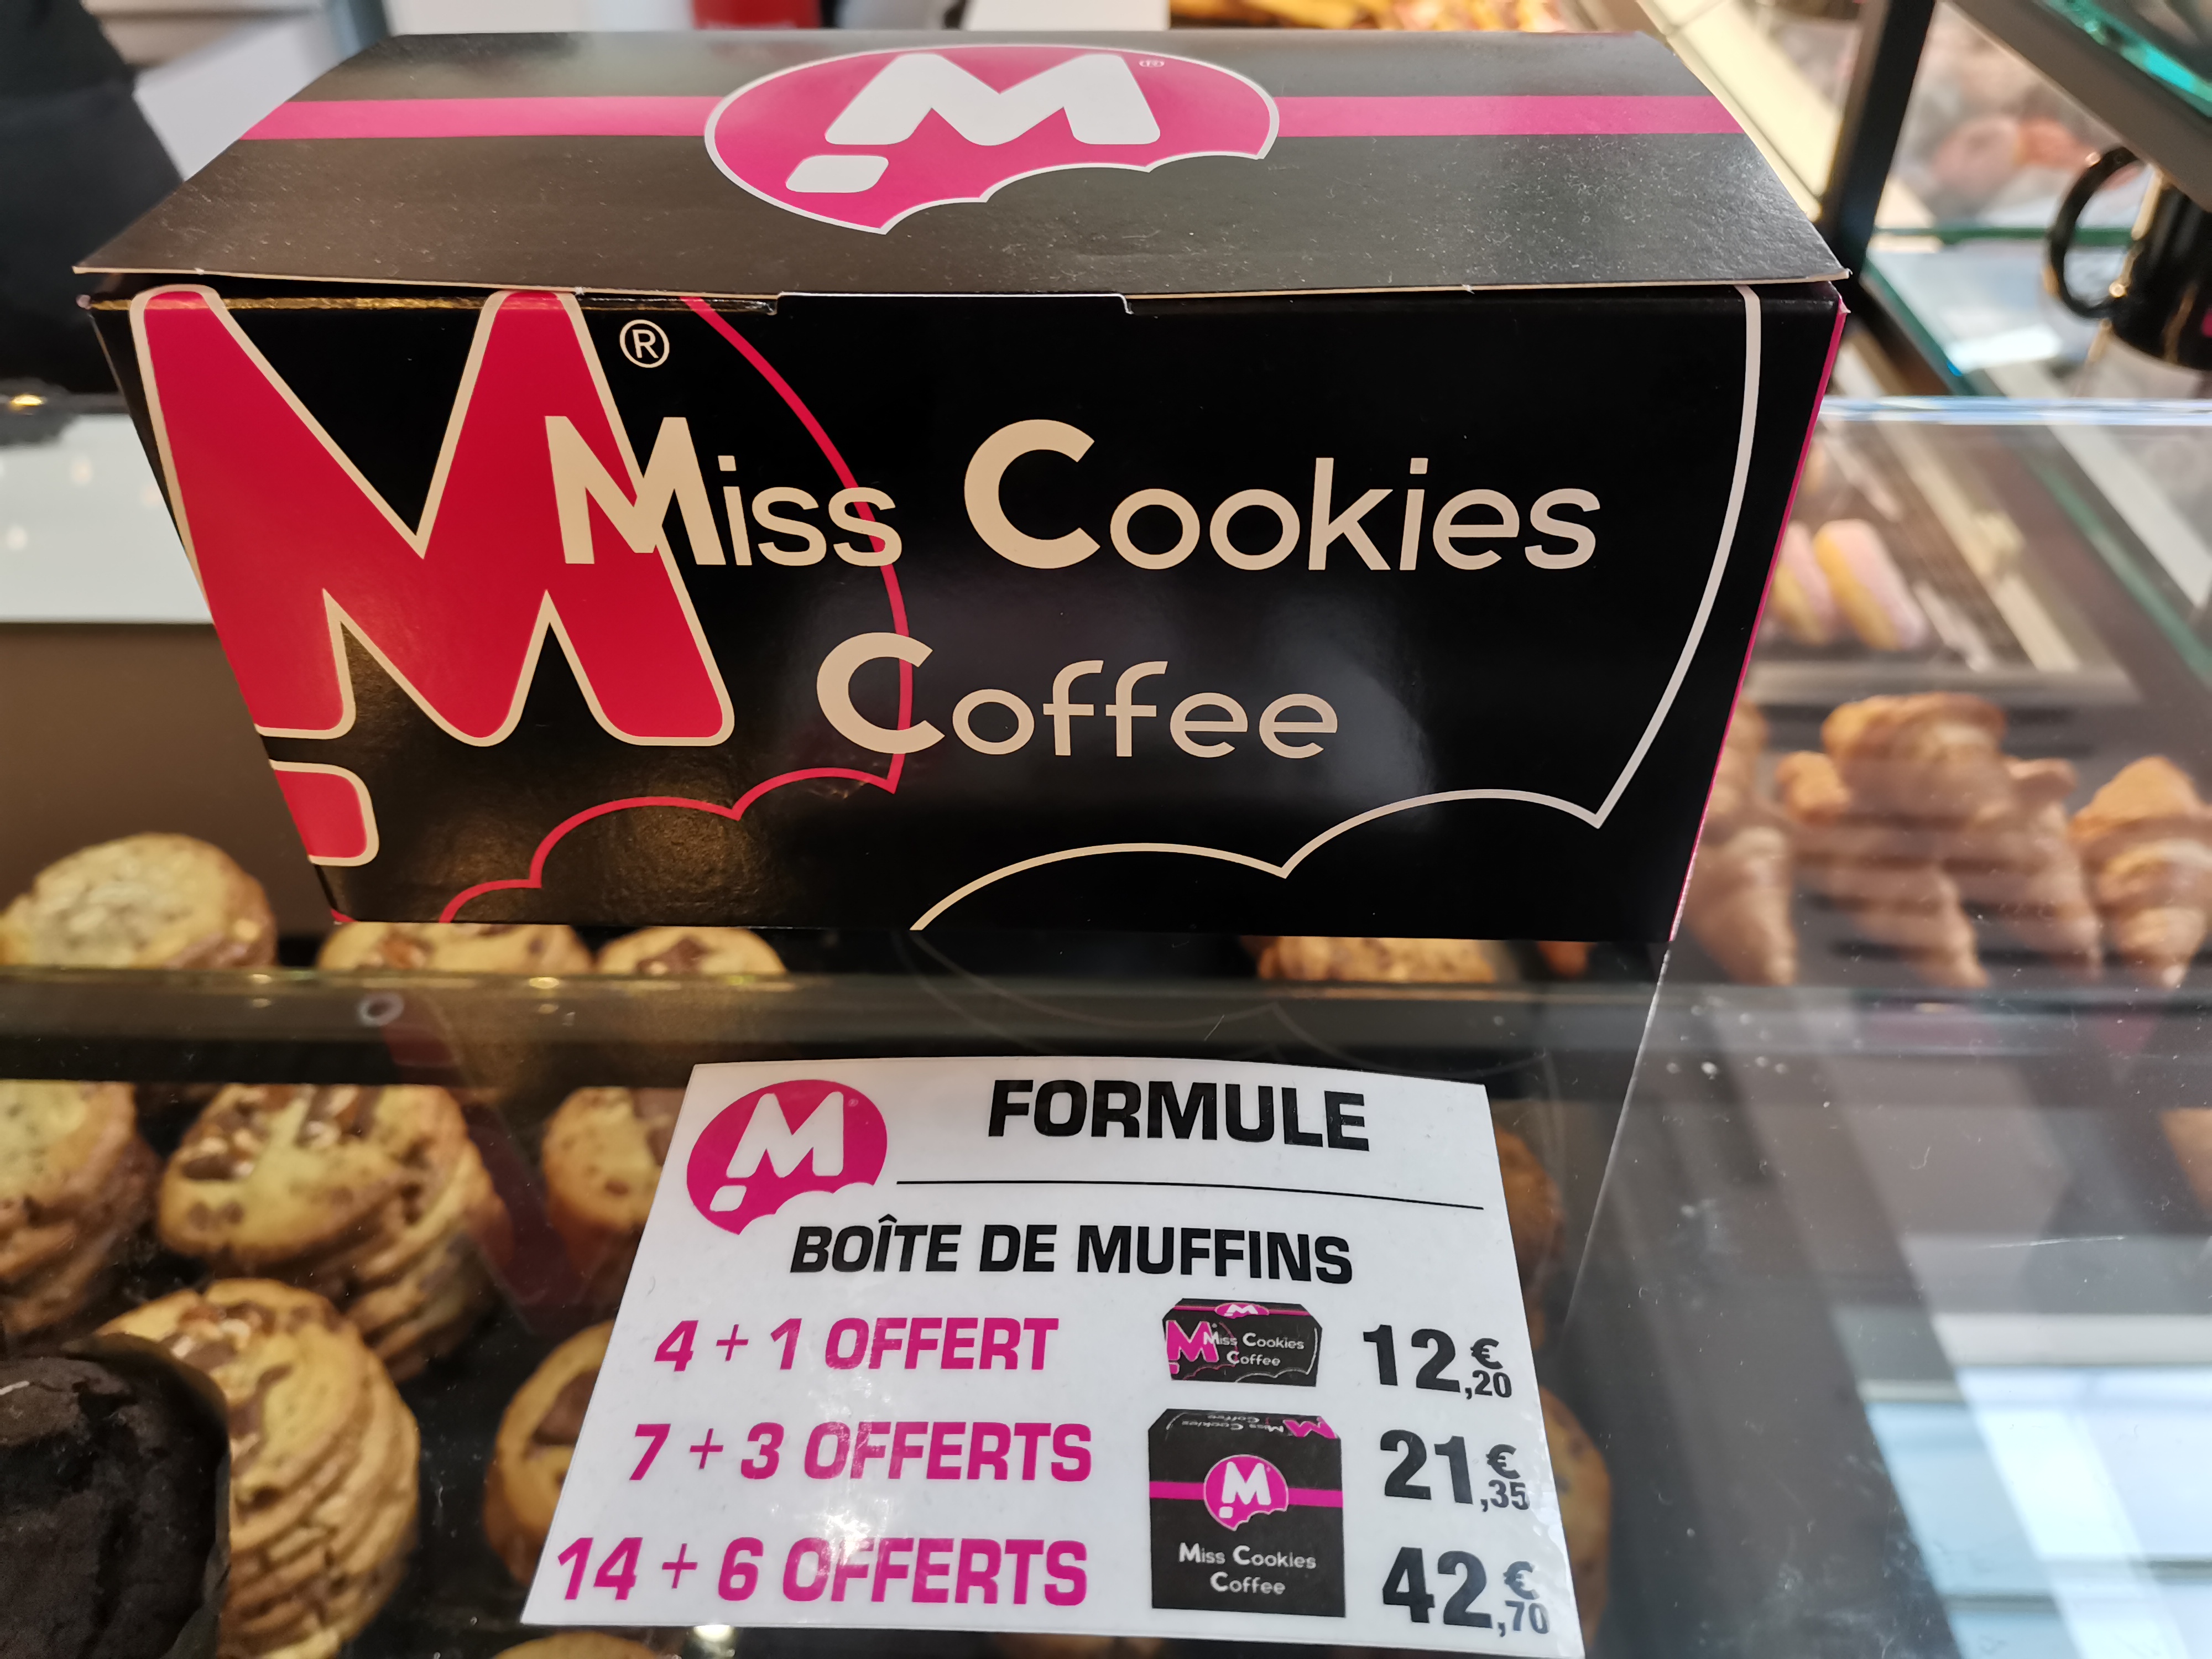 M ®
M ®
Miss Cookies
Coffee
M
FORMULE
BOÎTE DE MUFFINS
4 + 1 OFFERT
M
Miss Cookies
Coffee
12,€20
7 + 3 OFFERTS
Miss Cookies
Coffee
M
21,€35
14 + 6 OFFERTS
Miss Cookies
Coffee
42,€70